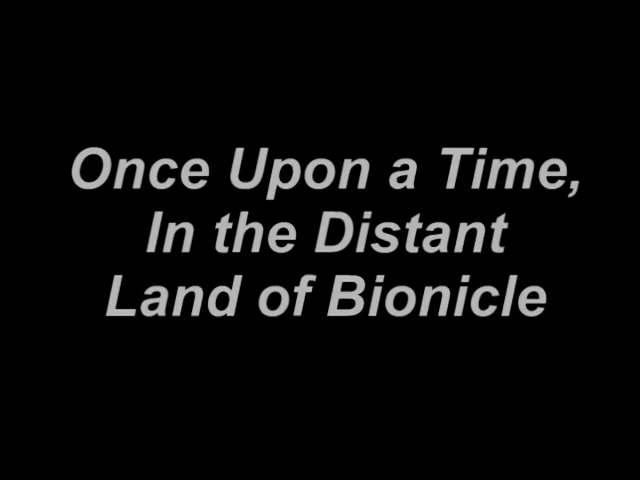 Once Upon a Time,
In the Distant
Land of Bionicle